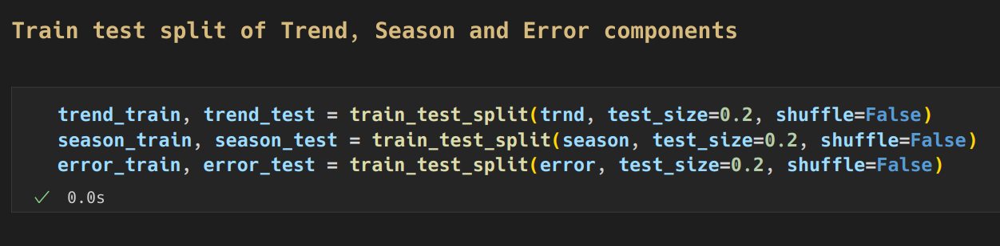 Train test split of Trend, Season and Error components
trend_train, trend_test = train_test_split(trnd, test_size=0.2, shuffle=False)
season_train, season_test = train_test_split(season, test_size=0.2, shuffle=False)
error_train, error_test = train_test_split(error, test_size=0.2, shuffle=False)
✓ 0.0s